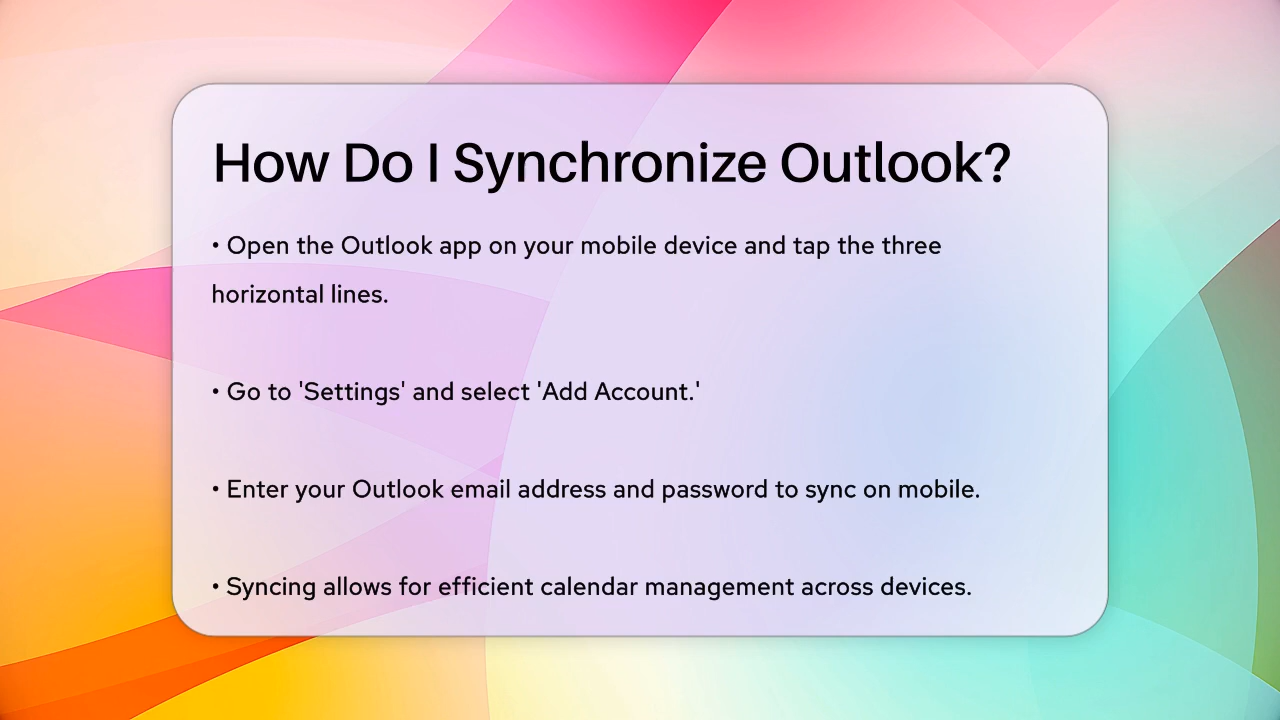 How Do I Synchronize Outlook?
• Open the Outlook app on your mobile device and tap the three
horizontal lines.
• Go to 'Settings' and select 'Add Account.'
• Enter your Outlook email address and password to sync on mobile.
• Syncing allows for efficient calendar management across devices.